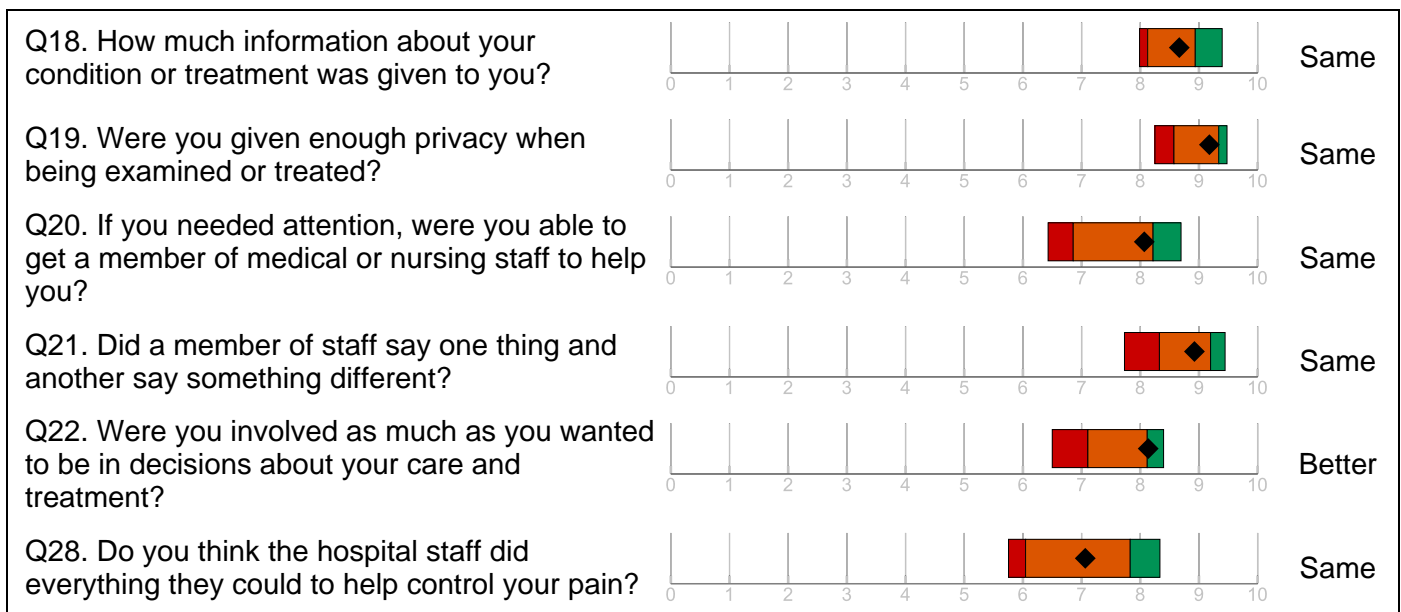 Q18. How much information about your
condition or treatment was given to you?
0 1 2 3 4 5 6 7 8 9 10
Same
Q19. Were you given enough privacy when
being examined or treated?
0 1 2 3 4 5 6 7 8 9 10
Same
Q20. If you needed attention, were you able to
get a member of medical or nursing staff to help
you?
0 1 2 3 4 5 6 7 8 9 10
Same
Q21. Did a member of staff say one thing and
another say something different?
0 1 2 3 4 5 6 7 8 9 10
Same
Q22. Were you involved as much as you wanted
to be in decisions about your care and
treatment?
0 1 2 3 4 5 6 7 8 9 10
Better
Q28. Do you think the hospital staff did
everything they could to help control your pain?
0 1 2 3 4 5 6 7 8 9 10
Same